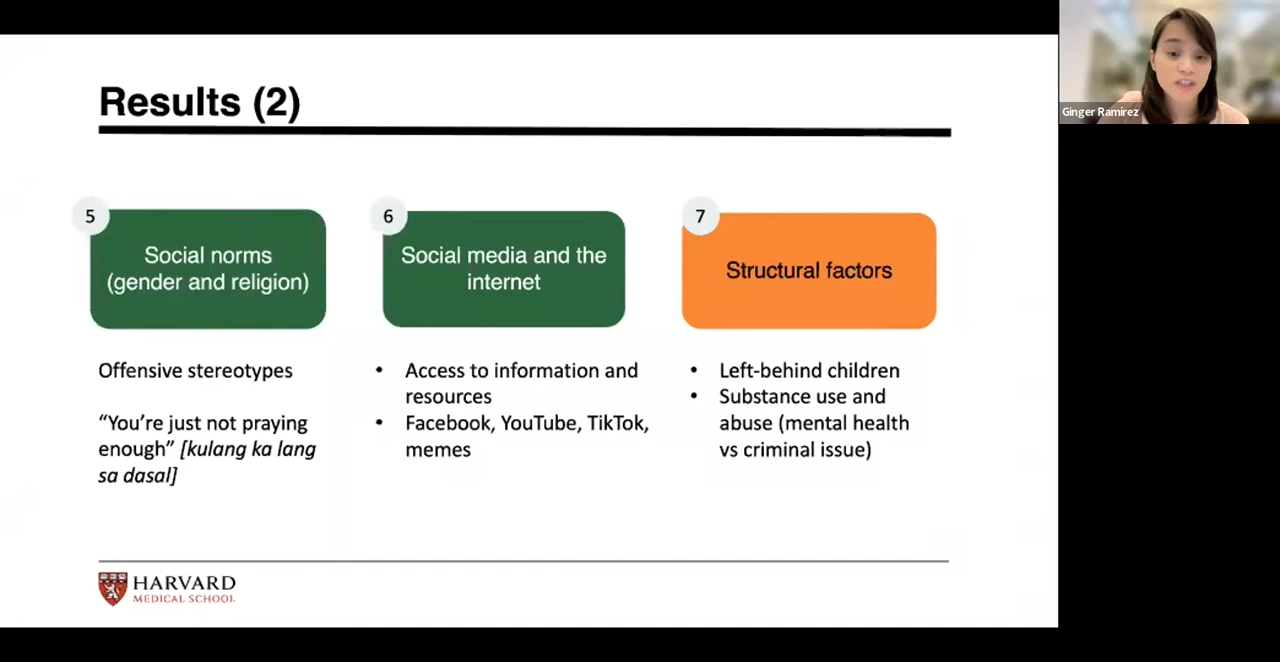 Ginger Ramirez
Results (2)
5
Social norms
(gender and religion)
Offensive stereotypes
“You’re just not praying
enough” [kulang ka lang
sa dasal]
6
Social media and the
internet
• Access to information and
resources
• Facebook, YouTube, TikTok,
memes
7
Structural factors
• Left-behind children
• Substance use and
abuse (mental health
vs criminal issue)
HARVARD
MEDICAL SCHOOL